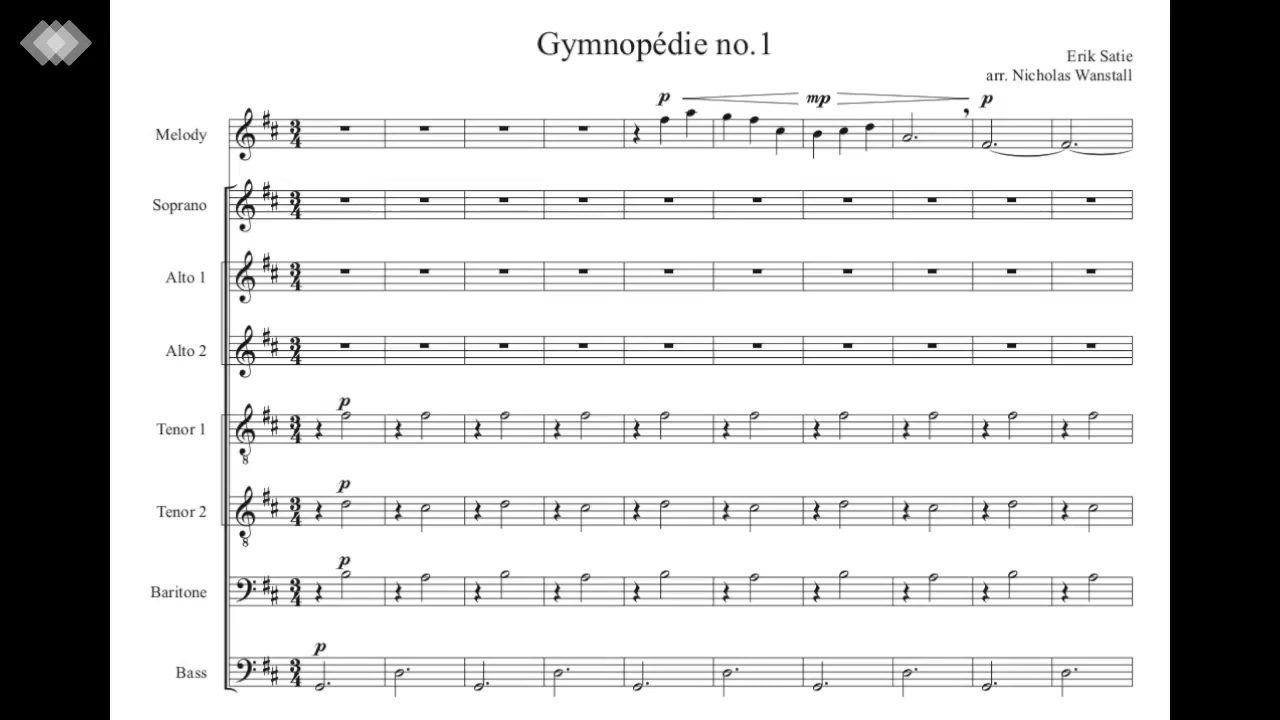 Gymnopédie no.1
Erik Satie
arr. Nicholas Wanstall
p mp p
Melody
Soprano
Alto 1
Alto 2
p
Tenor 1
p
Tenor 2
p
Baritone
p
Bass